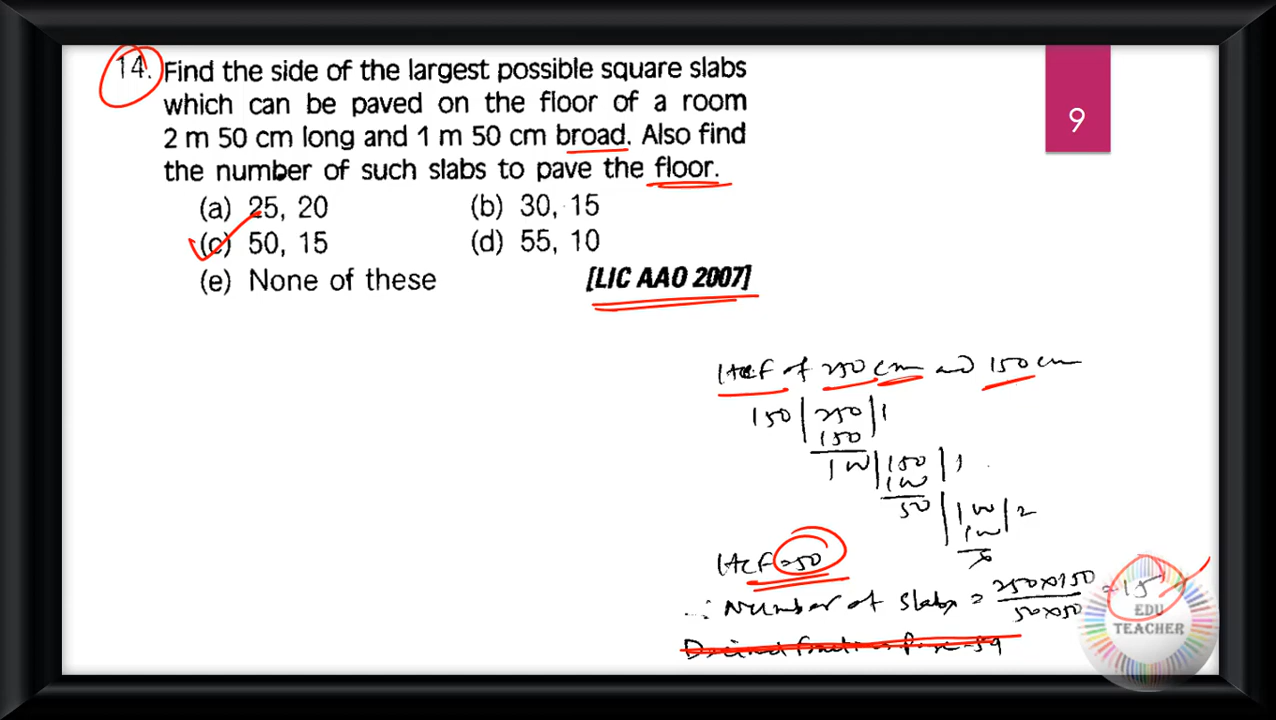 9
14. Find the side of the largest possible square slabs
which can be paved on the floor of a room
2 m 50 cm long and 1 m 50 cm broad. Also find
the number of such slabs to pave the floor.
(a) 25, 20 (b) 30, 15
(c) 50, 15 (d) 55, 10
(e) None of these [LIC AAO 2007]
HCF of 250 cm and 150 cm
150 | 250 | 1
150
100 | 150 | 1
100
50 | 100 | 2
100
HCF = 50
∴ Number of slabs = 250×150 / 50×50 = 15
EDU
TEACHER